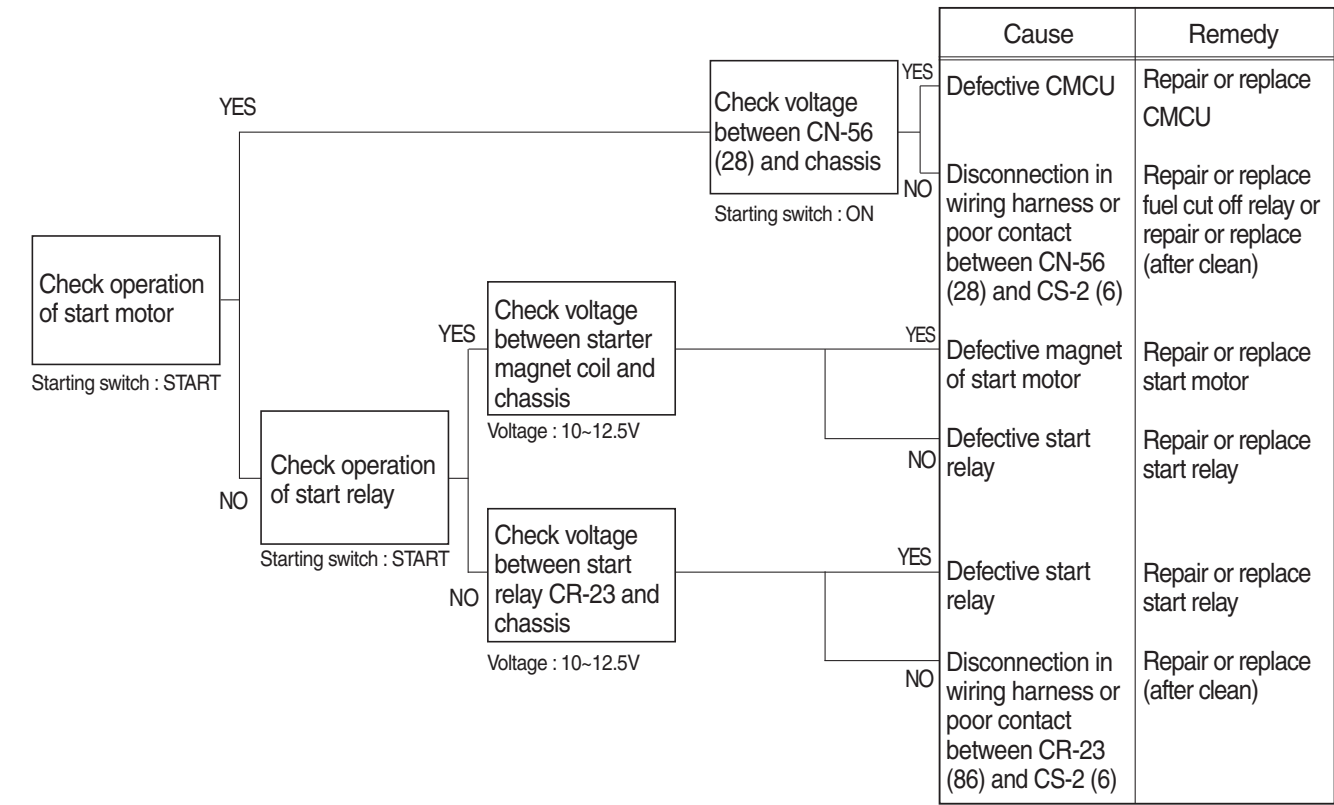 Cause
Remedy
YES
Defective CMCU
Repair or replace
CMCU
YES
Check voltage
between CN-56
(28) and chassis
Starting switch : ON
NO
Disconnection in
wiring harness or
poor contact
between CN-56
(28) and CS-2 (6)
Repair or replace
fuel cut off relay or
repair or replace
(after clean)
Check operation
of start motor
Starting switch : START
YES
Check voltage
between starter
magnet coil and
chassis
Voltage : 10~12.5V
YES
Defective magnet
of start motor
Repair or replace
start motor
NO
Defective start
relay
Repair or replace
start relay
NO
Check operation
of start relay
Starting switch : START
NO
Check voltage
between start
relay CR-23 and
chassis
Voltage : 10~12.5V
YES
Defective start
relay
Repair or replace
start relay
NO
Disconnection in
wiring harness or
poor contact
between CR-23
(86) and CS-2 (6)
Repair or replace
(after clean)